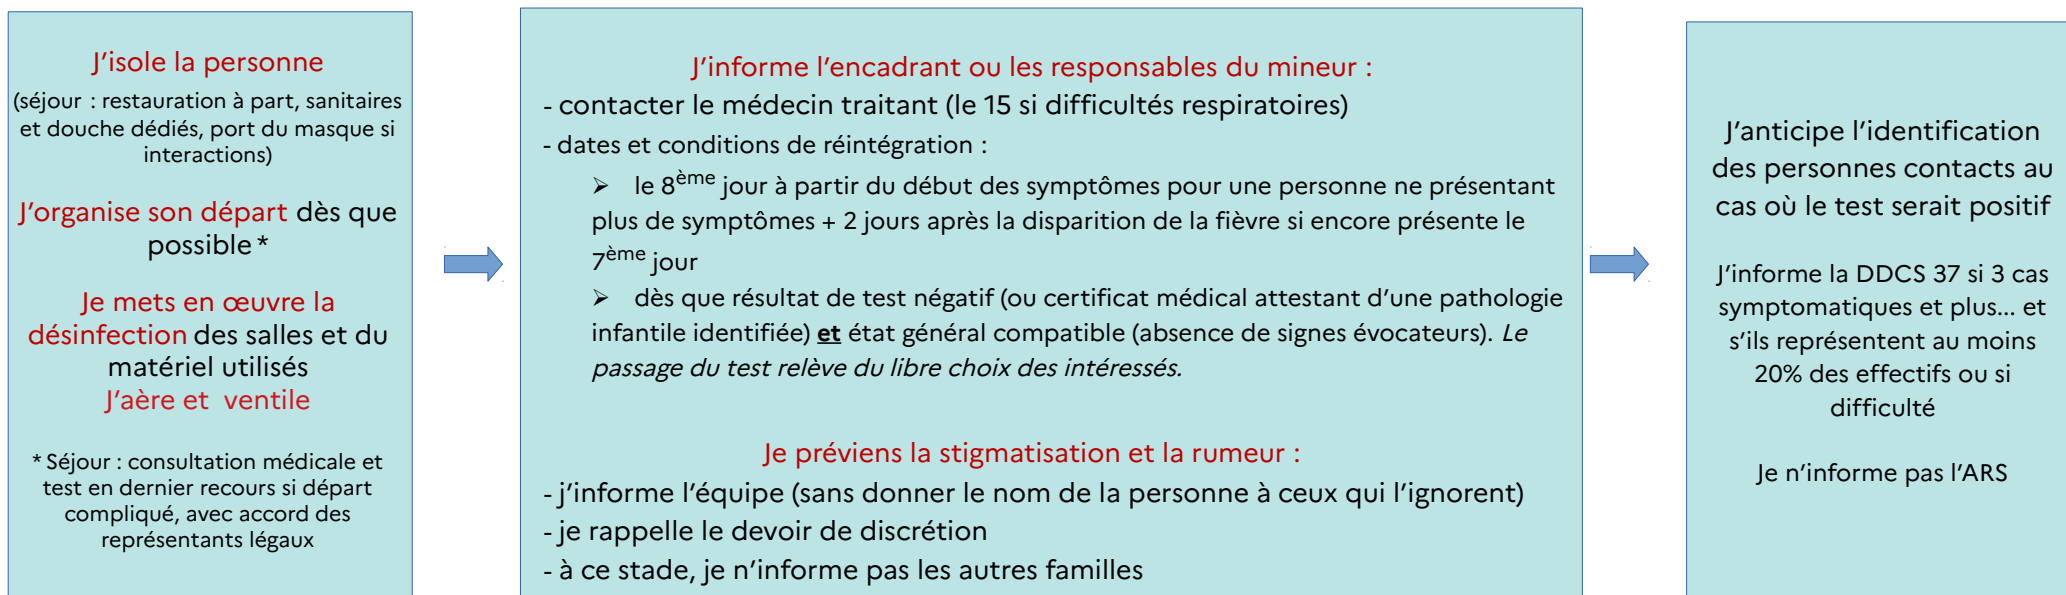 J'isole la personne
(séjour : restauration à part, sanitaires
et douche dédiés, port du masque si
interactions)
J'organise son départ dès que
possible *
Je mets en œuvre la
désinfection des salles et du
matériel utilisés
J'aère et ventile
* Séjour : consultation médicale et
test en dernier recours si départ
compliqué, avec accord des
représentants légaux
J'informe l'encadrant ou les responsables du mineur :
- contacter le médecin traitant (le 15 si difficultés respiratoires)
- dates et conditions de réintégration :
➢ le 8ème jour à partir du début des symptômes pour une personne ne présentant
plus de symptômes + 2 jours après la disparition de la fièvre si encore présente le
7ème jour
➢ dès que résultat de test négatif (ou certificat médical attestant d'une pathologie
infantile identifiée) et état général compatible (absence de signes évocateurs). Le
passage du test relève du libre choix des intéressés.
Je préviens la stigmatisation et la rumeur :
- j'informe l'équipe (sans donner le nom de la personne à ceux qui l'ignorent)
- je rappelle le devoir de discrétion
- à ce stade, je n'informe pas les autres familles
J'anticipe l'identification
des personnes contacts au
cas où le test serait positif
J'informe la DDCS 37 si 3 cas
symptomatiques et plus... et
s'ils représentent au moins
20% des effectifs ou si
difficulté
Je n'informe pas l'ARS